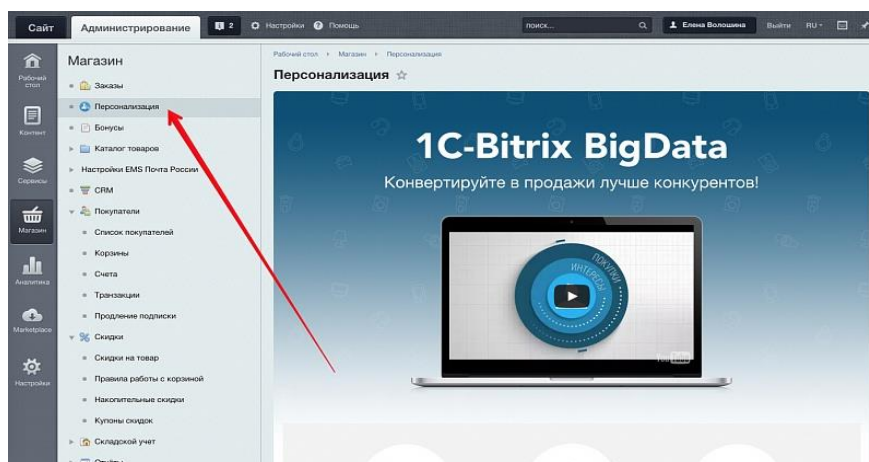 Сайт
Администрирование
2
Настройки
Помощь
поиск...
Елена Волошина
Выйти
RU
Рабочий стол
Контент
Сервисы
Магазин
Аналитика
Marketplace
Настройки
Магазин
Заказы
Персонализация
Бонусы
Каталог товаров
Настройки EMS Почта России
CRM
Покупатели
Список покупателей
Корзины
Счета
Транзакции
Продление подписки
Скидки
Скидки на товар
Правила работы с корзиной
Накопительные скидки
Купоны скидок
Складской учет
Отчёты
Рабочий стол
Магазин
Персонализация
Персонализация
1C-Bitrix BigData
Конвертируйте в продажи лучше конкурентов!
ПОКУПКИ
ИНТЕРЕСЫ
YouTube